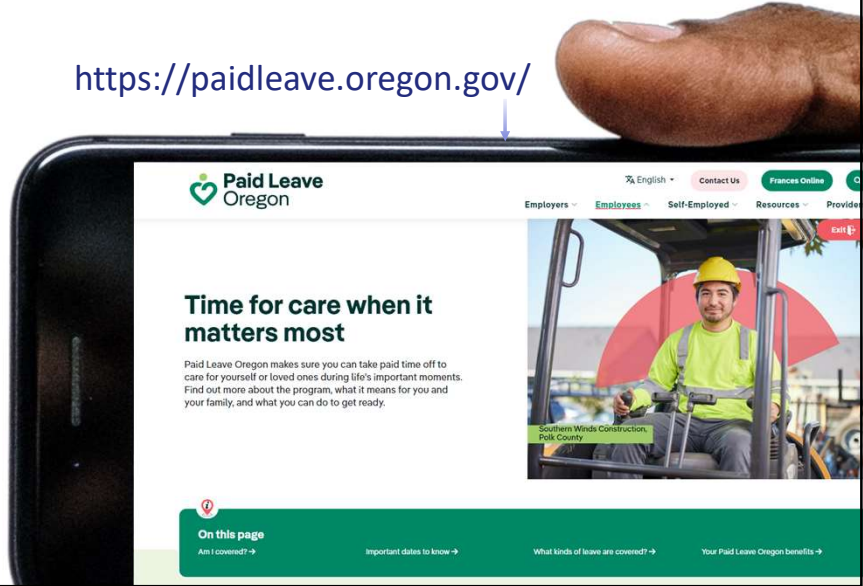 https://paidleave.oregon.gov/
Paid Leave
Oregon
English
Contact Us
Frances Online
Employers
Employees
Self-Employed
Resources
Provider
Exit
Time for care when it
matters most
Paid Leave Oregon makes sure you can take paid time off to
care for yourself or loved ones during life's important moments.
Find out more about the program, what it means for you and
your family, and what you can do to get ready.
Southern Winds Construction,
Polk County
On this page
Am I covered? →
Important dates to know →
What kinds of leave are covered? →
Your Paid Leave Oregon benefits →